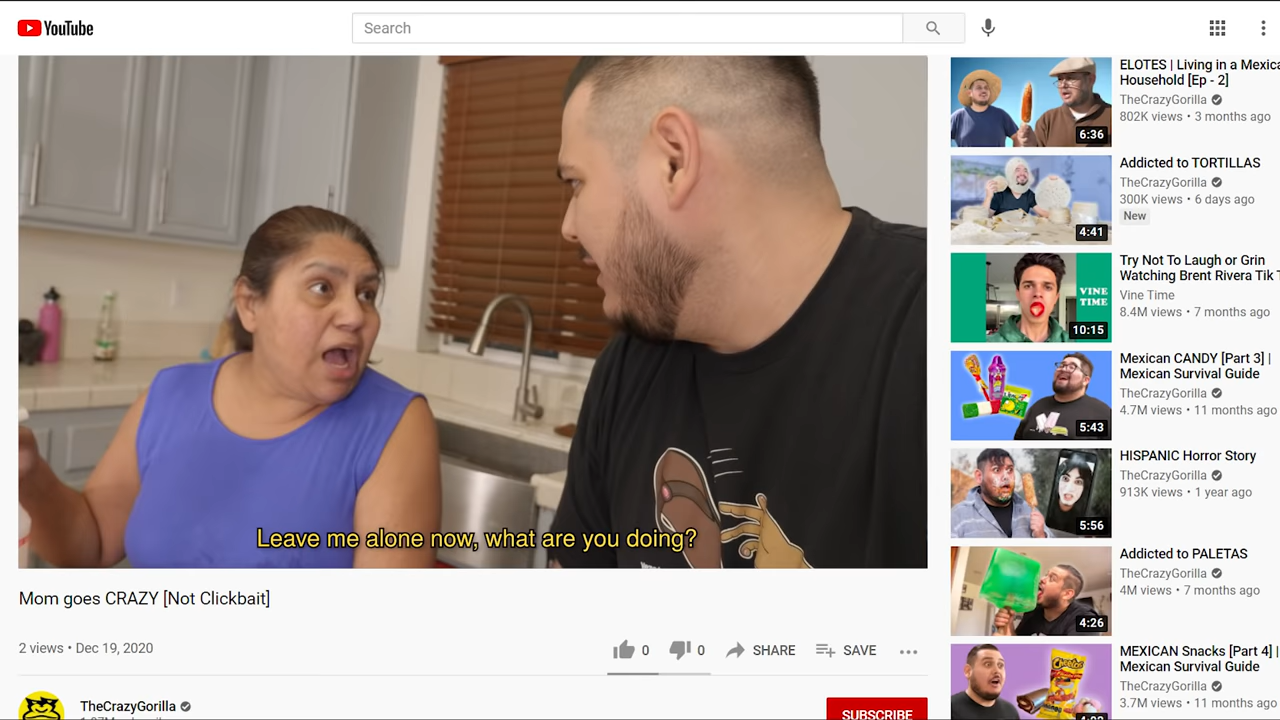 YouTube
Search
Leave me alone now, what are you doing?
Mom goes CRAZY [Not Clickbait]
2 views • Dec 19, 2020
0
0
SHARE
SAVE
TheCrazyGorilla
SUBSCRIBE
6:36
ELOTES | Living in a Mexica
Household [Ep - 2]
TheCrazyGorilla
802K views • 3 months ago
4:41
Addicted to TORTILLAS
TheCrazyGorilla
300K views • 6 days ago
New
VINE
TIME
10:15
Try Not To Laugh or Grin
Watching Brent Rivera Tik T
Vine Time
8.4M views • 7 months ago
5:43
Mexican CANDY [Part 3] |
Mexican Survival Guide
TheCrazyGorilla
4.7M views • 11 months ago
5:56
HISPANIC Horror Story
TheCrazyGorilla
913K views • 1 year ago
4:26
Addicted to PALETAS
TheCrazyGorilla
4M views • 7 months ago
MEXICAN Snacks [Part 4] |
Mexican Survival Guide
TheCrazyGorilla
3.7M views • 11 months ago